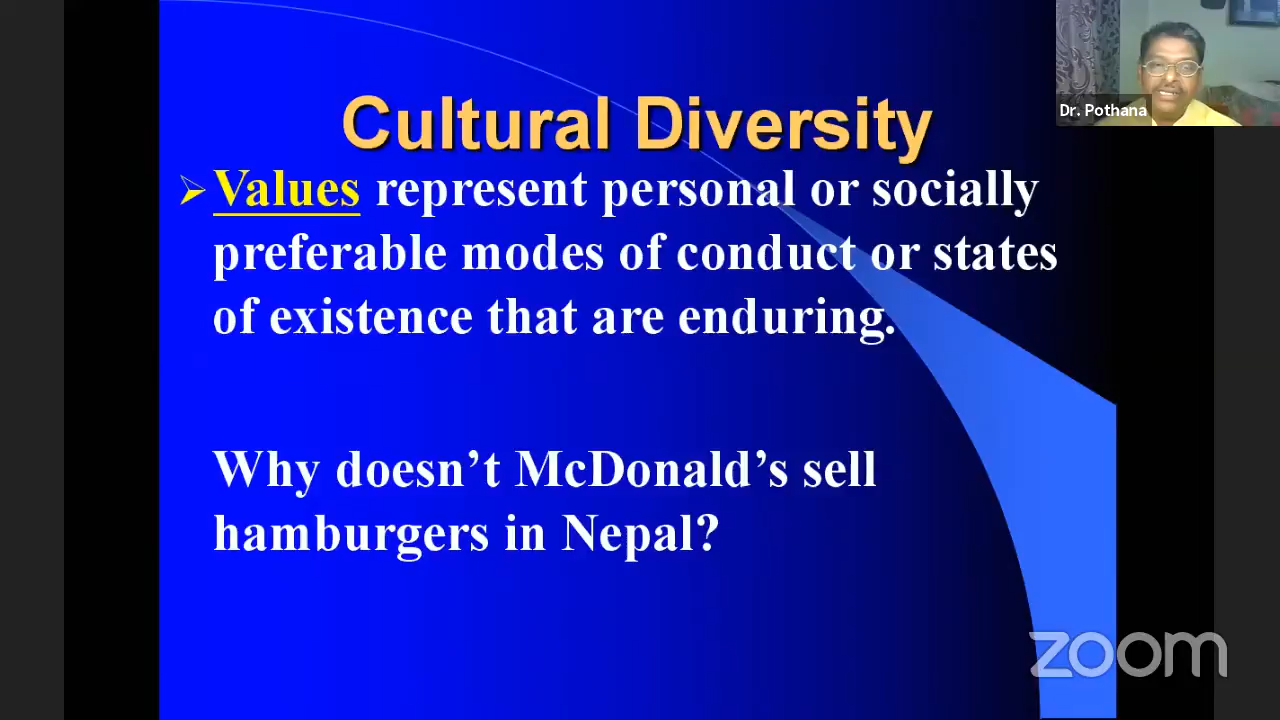 Cultural Diversity
Values represent personal or socially
preferable modes of conduct or states
of existence that are enduring.
Why doesn’t McDonald’s sell
hamburgers in Nepal?
Dr. Pothana
zoom